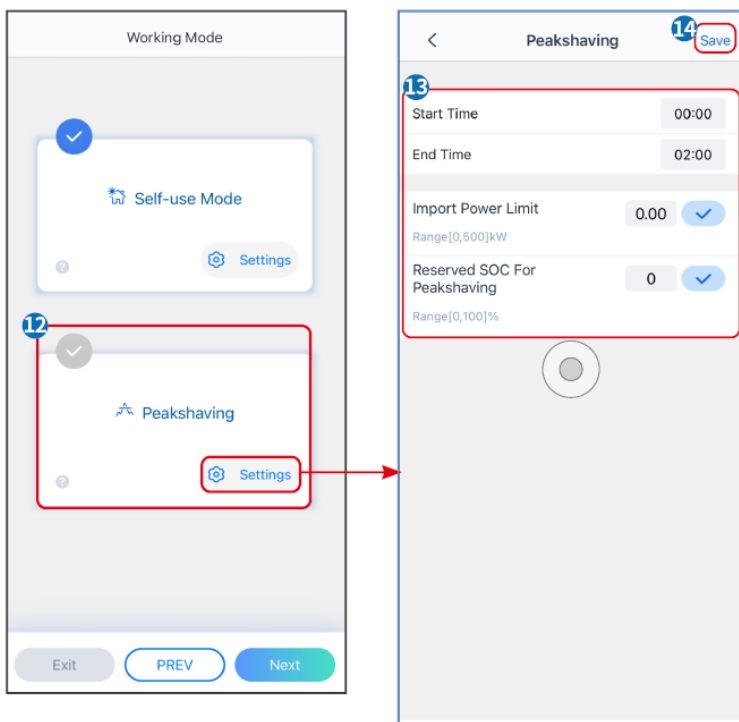 Working Mode
Self-use Mode
?
Settings
12
Peakshaving
?
Settings
Exit
PREV
Next
Peakshaving
14
Save
13
Start Time
00:00
End Time
02:00
Import Power Limit
0.00
Range[0,500]kW
Reserved SOC For
Peakshaving
0
Range[0,100]%